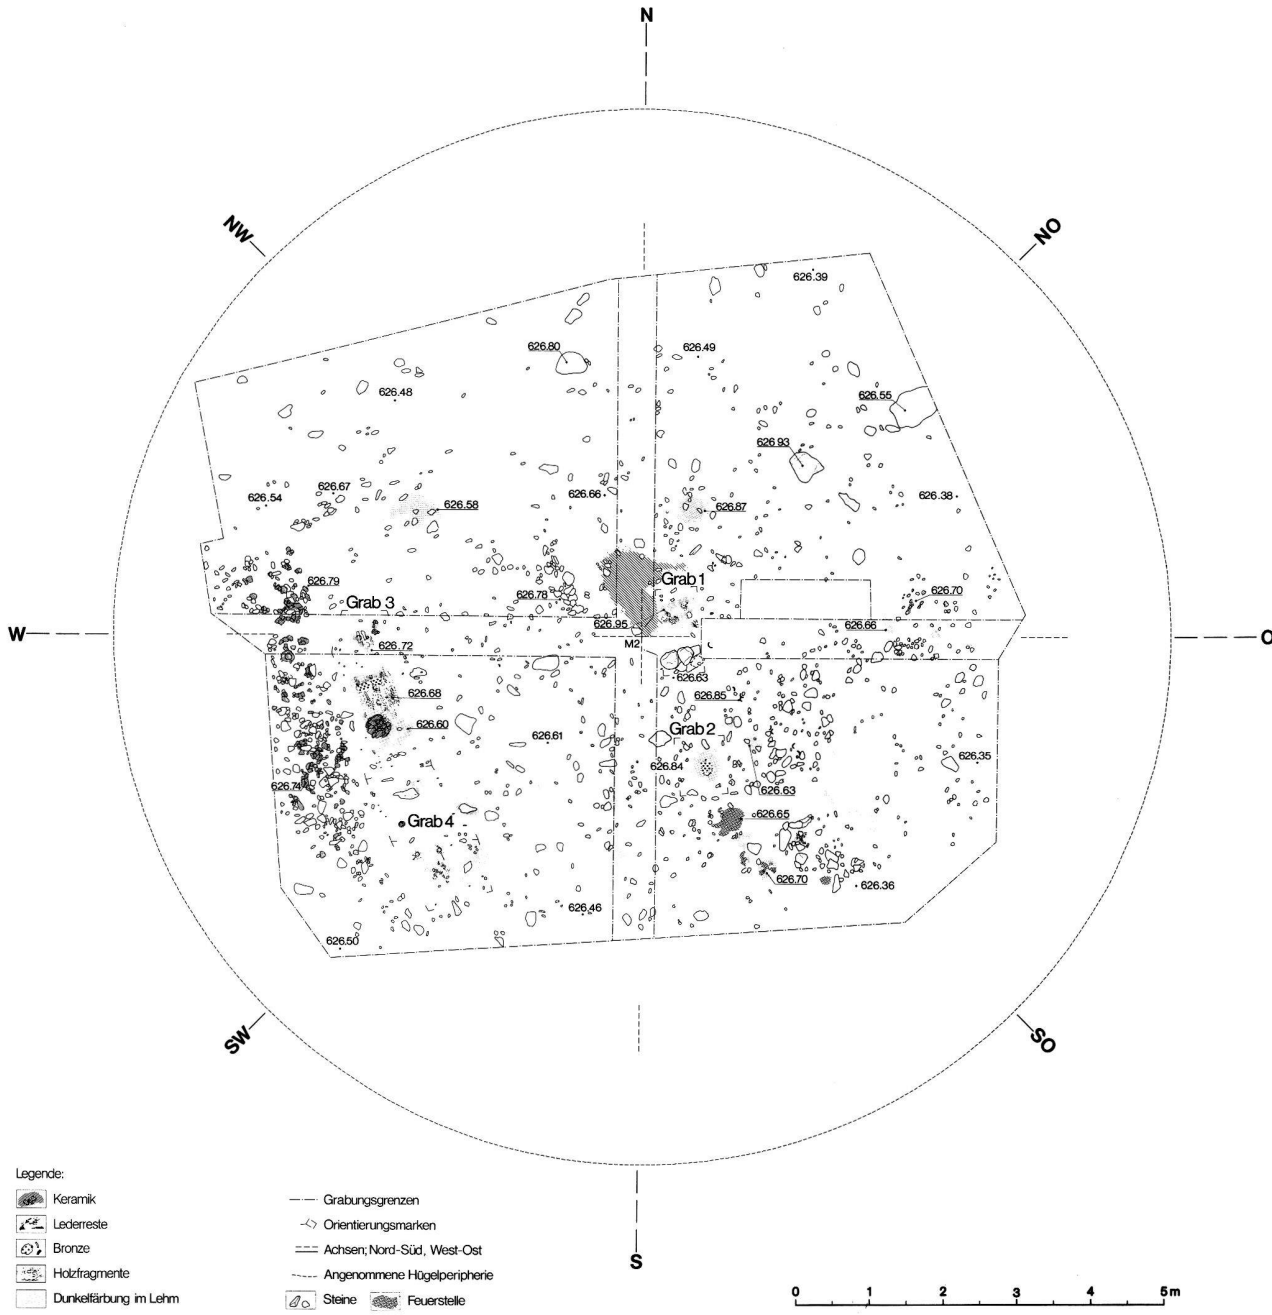 N
NW
NO
626.39
626.80
626.49
626.48
626.55
626.93
626.67
626.54
626.66
626.58
626.87
626.38
626.79
Grab 1
Grab 3
626.78
626.70
626.95
626.66
W
O
M2
626.72
626.63
626.68
626.85
626.60
Grab 2
626.61
626.84
626.35
626.74
626.63
626.65
Grab 4
626.70
626.36
626.46
626.50
SW
SO
S
Legende:
Keramik
Lederreste
Bronze
Holzfragmente
Dunkelfärbung im Lehm
Grabungsgrenzen
Orientierungsmarken
Achsen; Nord-Süd, West-Ost
Angenommene Hügelperipherie
Steine
Feuerstelle
0 1 2 3 4 5 m